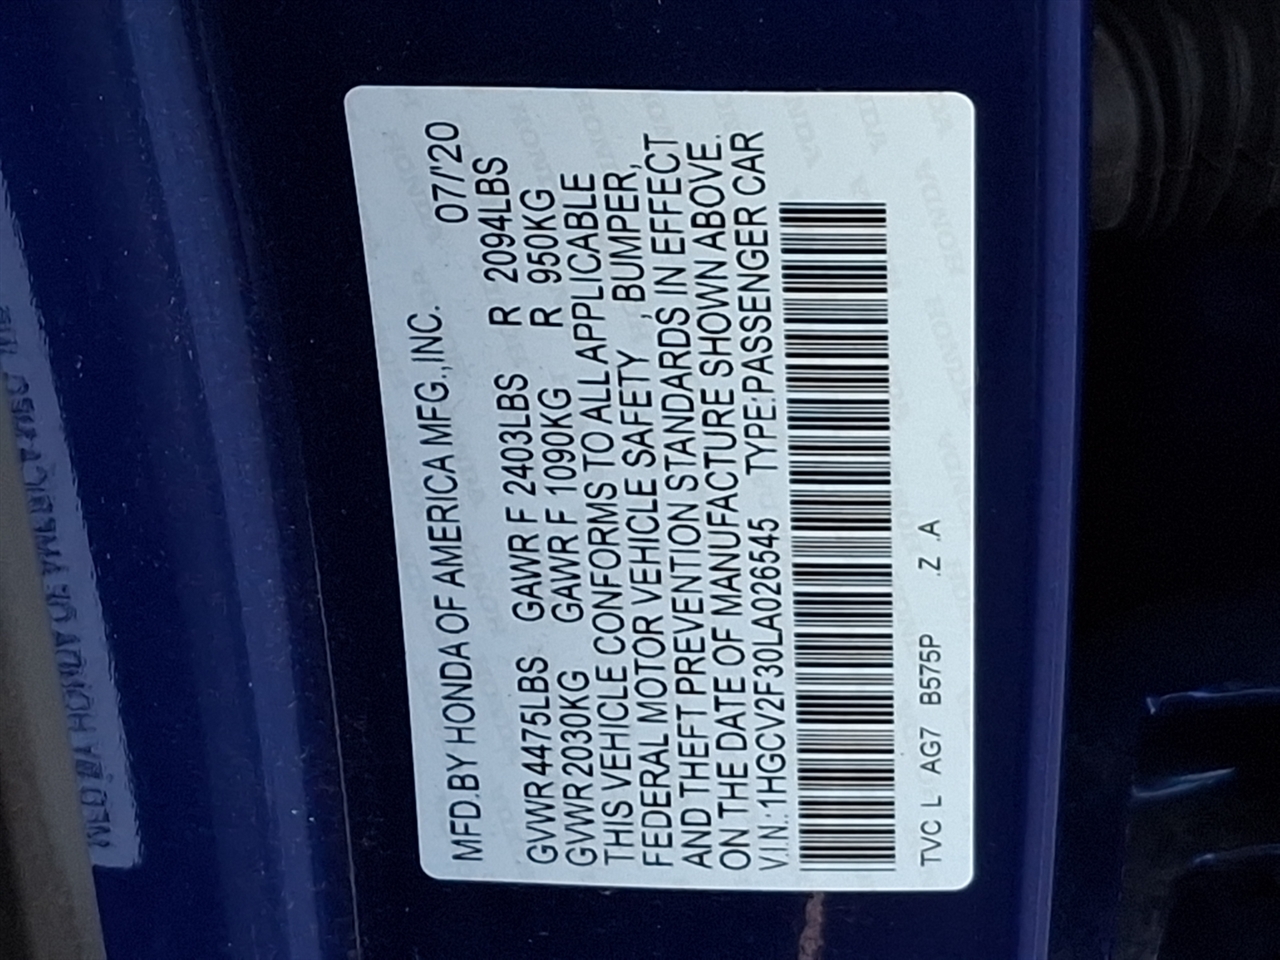 MFD.BY HONDA OF AMERICA MFG.,INC. 07/'20
GVWR 4475LBS GAWR F 2403LBS R 2094LBS
GVWR 2030KG GAWR F 1090KG R 950KG
THIS VEHICLE CONFORMS TO ALL APPLICABLE
FEDERAL MOTOR VEHICLE SAFETY , BUMPER,
AND THEFT PREVENTION STANDARDS IN EFFECT
ON THE DATE OF MANUFACTURE SHOWN ABOVE.
V.I.N.:1HGCV2F30LA026545 TYPE:PASSENGER CAR
TVC L AG7 B575P .Z .A